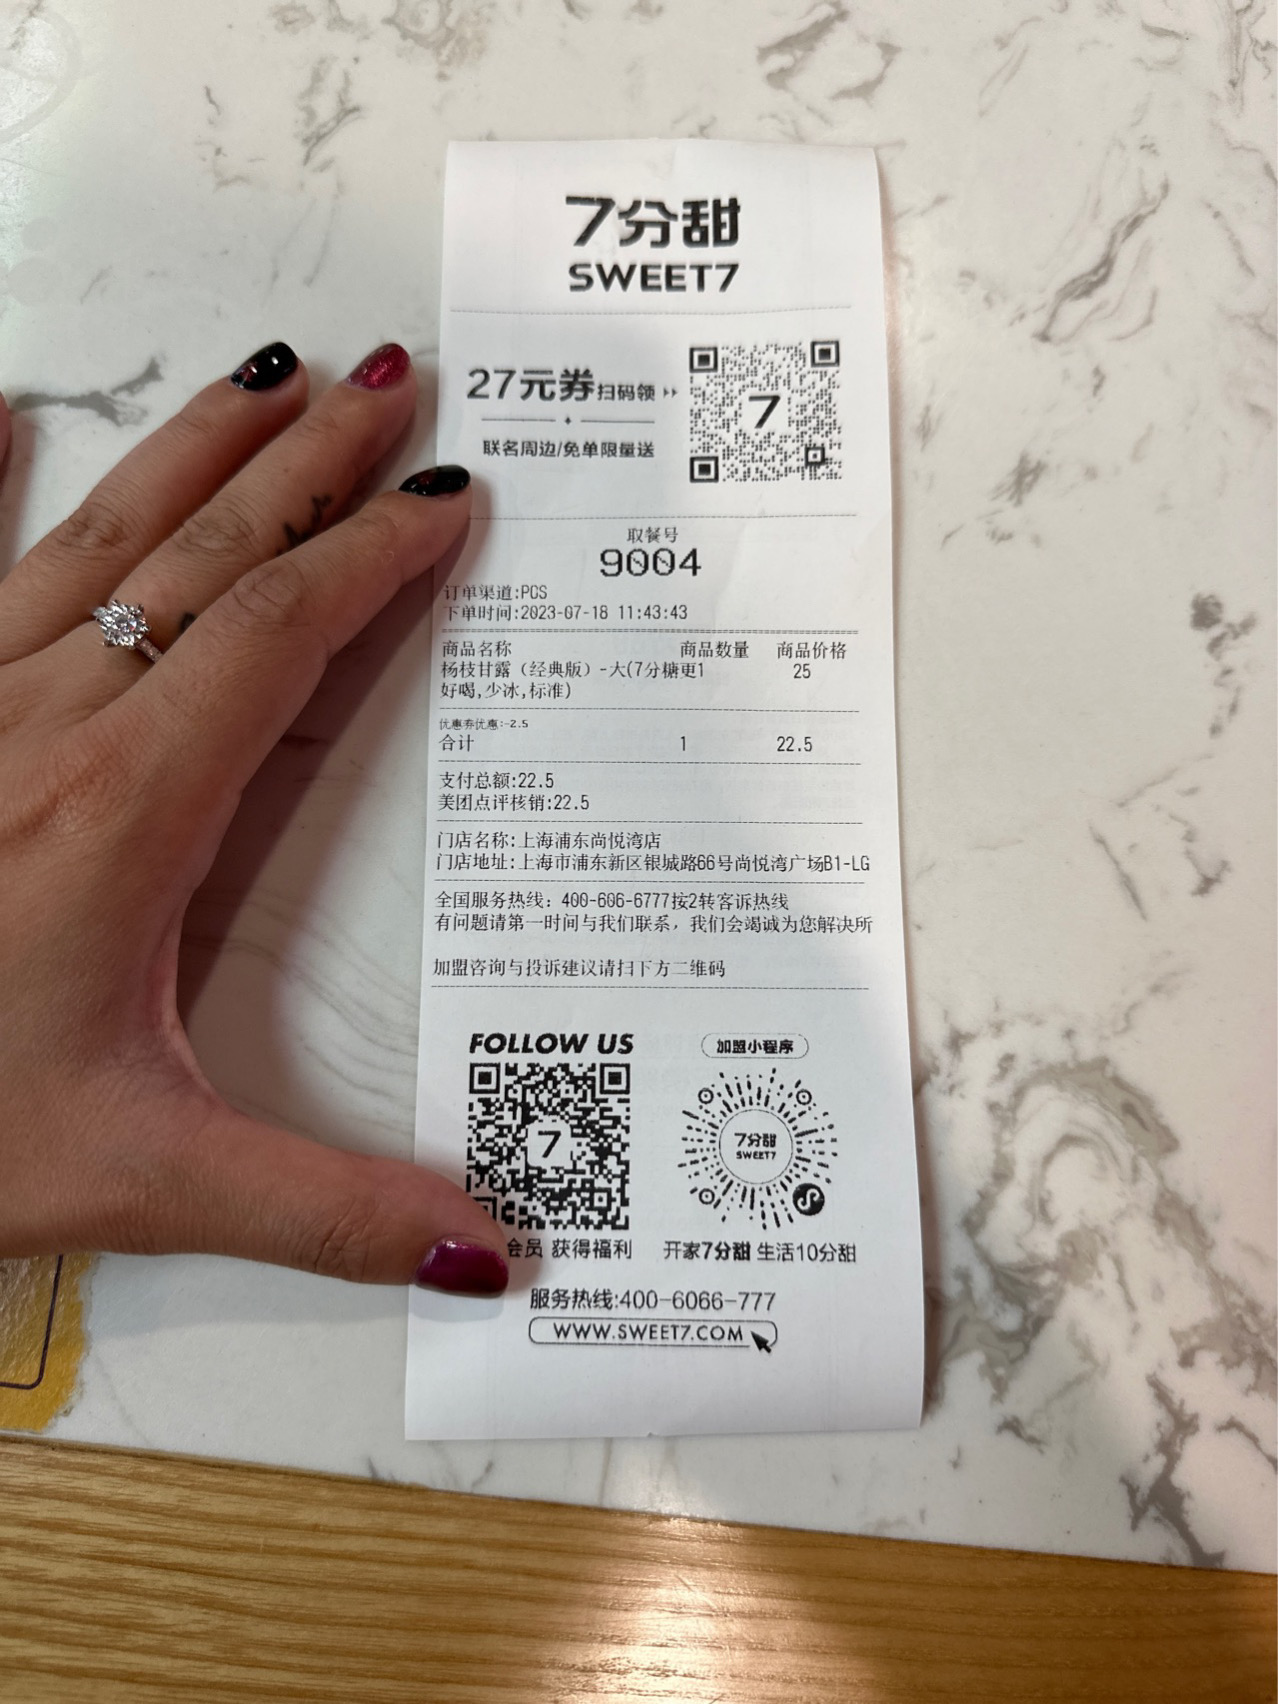 7分甜
SWEET7
27元券扫码领
联名周边/免单限量送
7
取餐号
9004
订单渠道:PCS
下单时间:2023-07-18 11:43:43
商品名称 商品数量 商品价格
杨枝甘露（经典版）-大(7分糖更1 25
好喝,少冰,标准)
优惠券优惠:-2.5
合计 1 22.5
支付总额:22.5
美团点评核销:22.5
门店名称:上海浦东尚悦湾店
门店地址:上海市浦东新区银城路66号尚悦湾广场B1-LG
全国服务热线：400-606-6777按2转客诉热线
有问题请第一时间与我们联系，我们会竭诚为您解决所
加盟咨询与投诉建议请扫下方二维码
FOLLOW US 加盟小程序
7
7分甜
SWEET7
会员 获得福利 开家7分甜 生活10分甜
服务热线:400-6066-777
WWW.SWEET7.COM